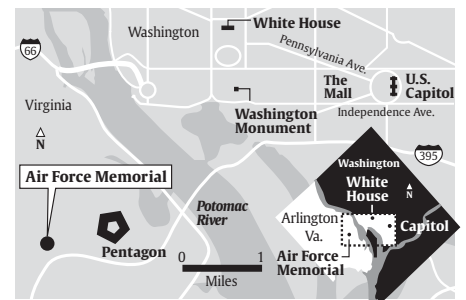 Washington
White House
66
Pennsylvania Ave.
The
Mall
U.S.
Capitol
Virginia
Washington
Monument
Independence Ave.
N
395
Air Force Memorial
Washington
White
House
N
Potomac
River
Arlington
Va.
Capitol
Pentagon
Air Force
Memorial
0 1
Miles